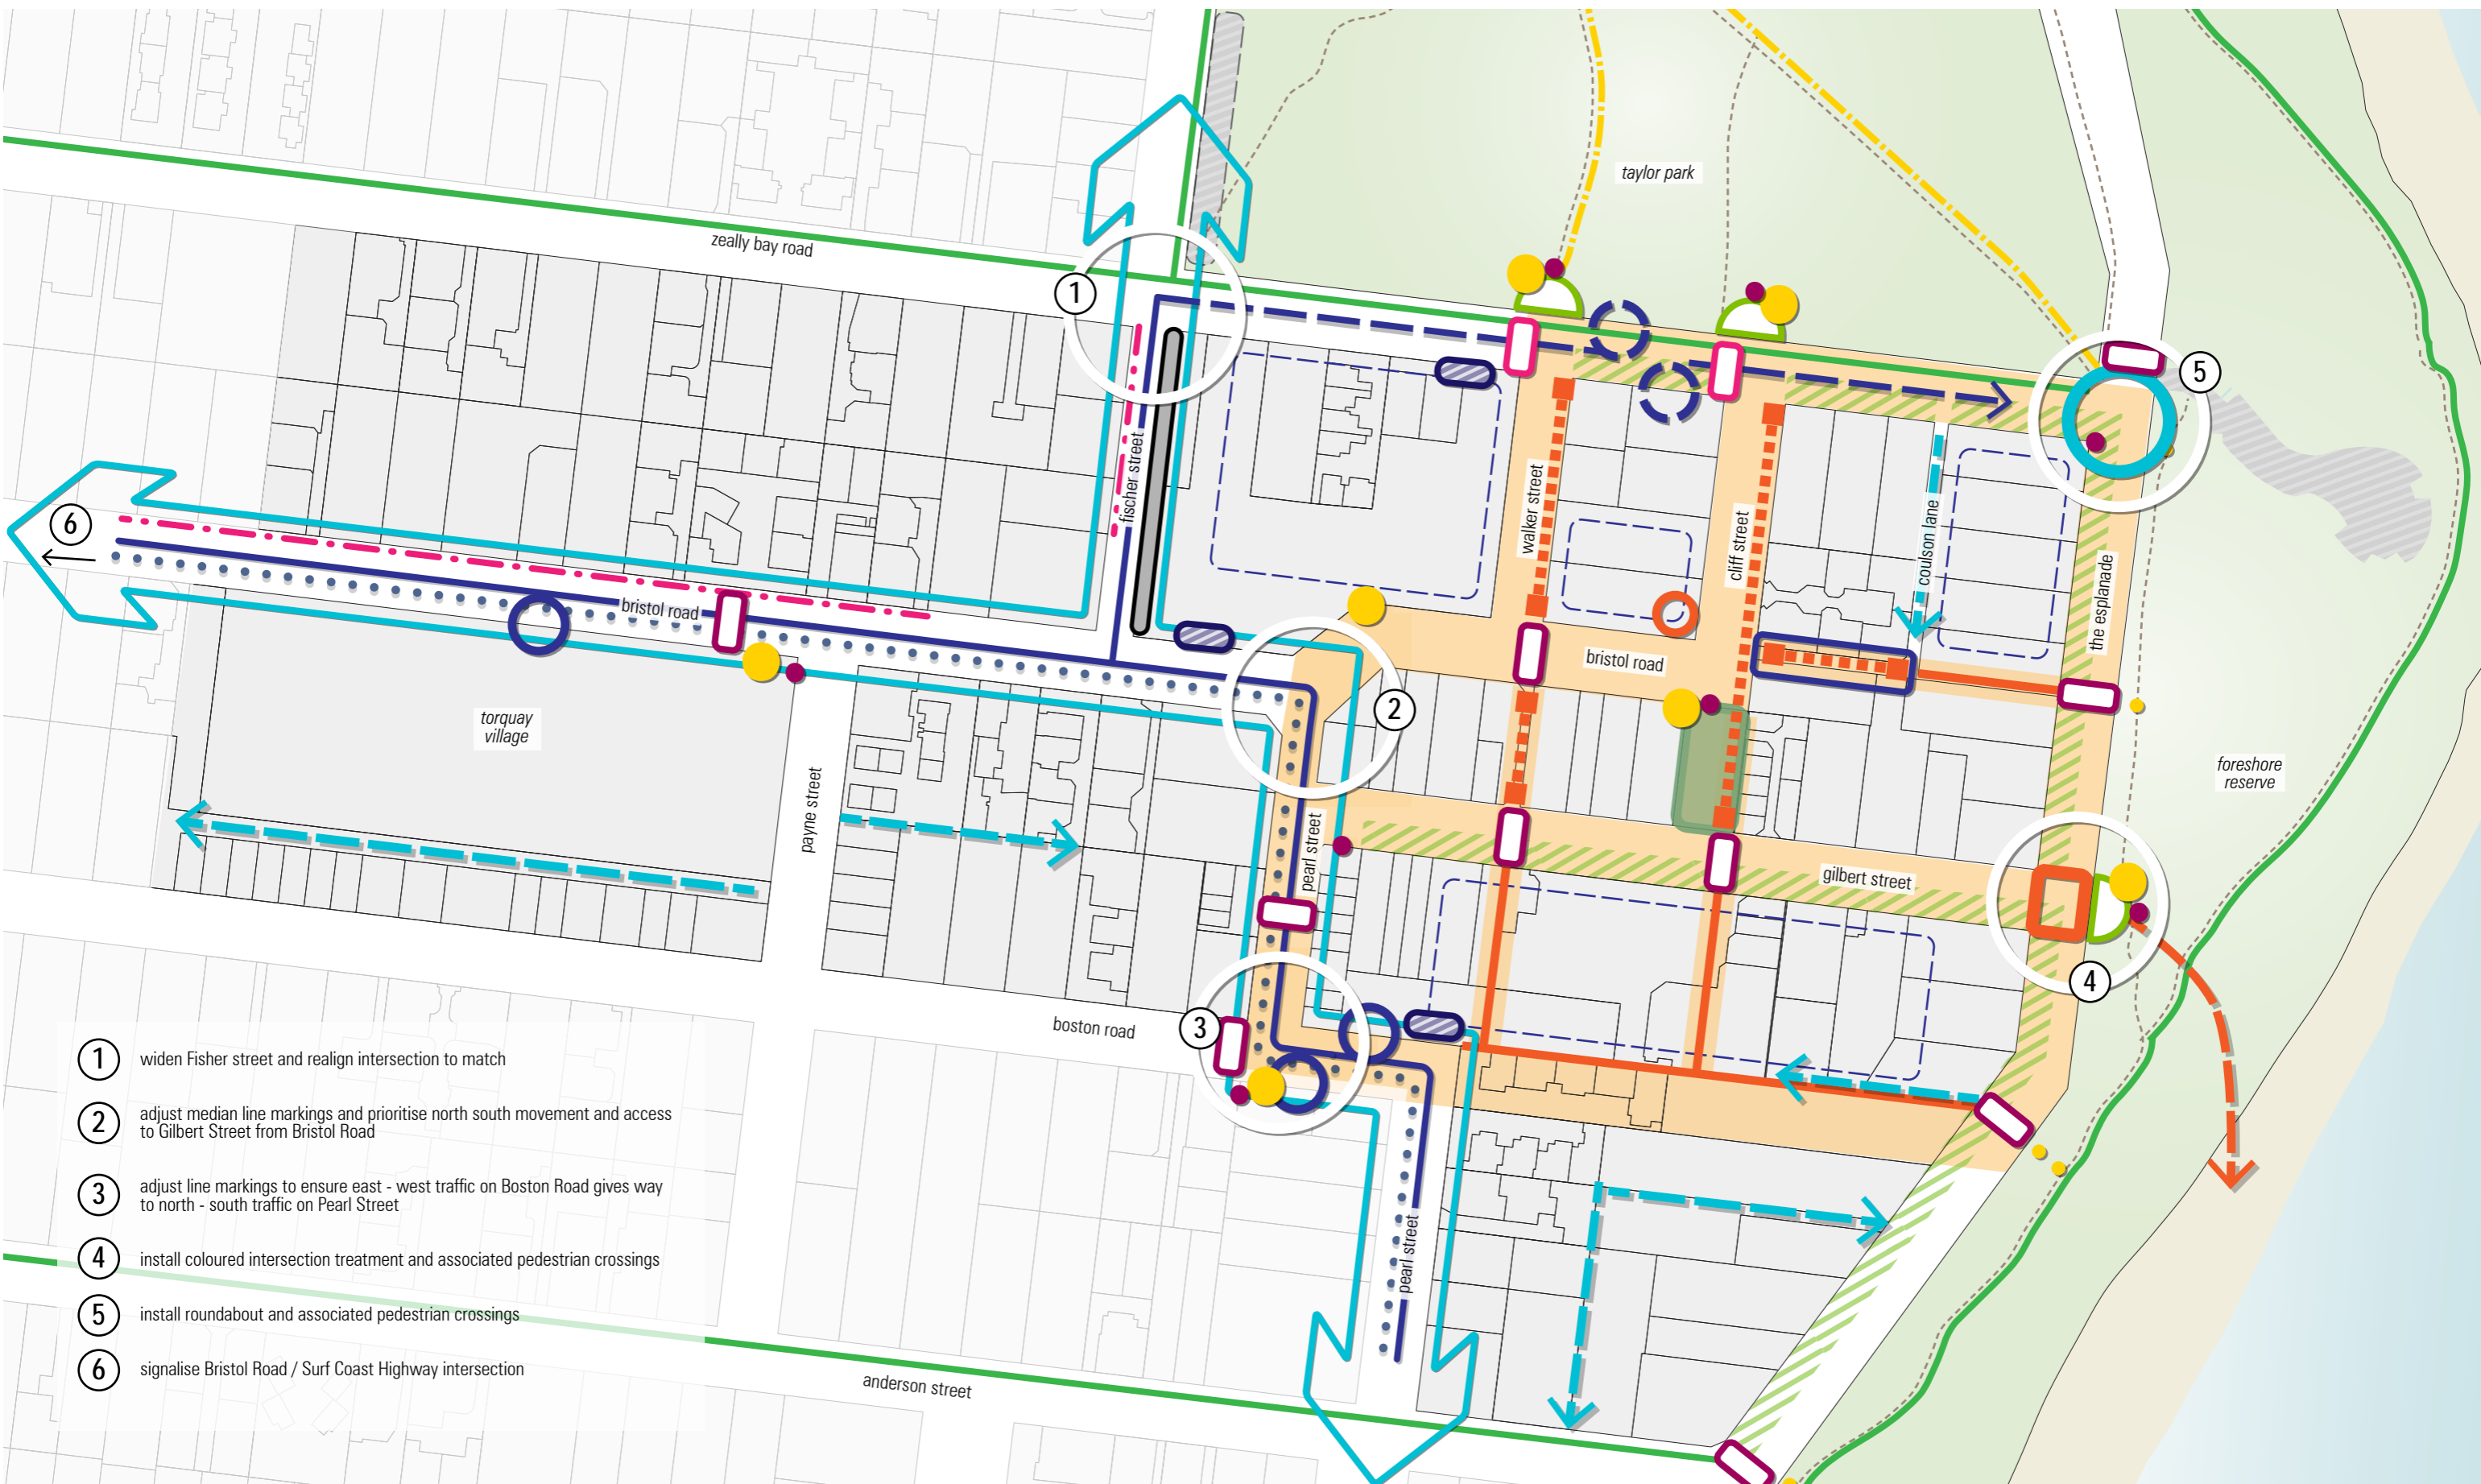 taylor park
zeally bay road
1
5
fischer street
walker street
cliff street
coulson lane
the esplanade
6
bristol road
bristol road
2
torquay
village
foreshore
reserve
payne street
pearl street
gilbert street
4
3
boston road
pearl street
anderson street
1 widen Fisher street and realign intersection to match
2 adjust median line markings and prioritise north south movement and access
to Gilbert Street from Bristol Road
3 adjust line markings to ensure east - west traffic on Boston Road gives way
to north - south traffic on Pearl Street
4 install coloured intersection treatment and associated pedestrian crossings
5 install roundabout and associated pedestrian crossings
6 signalise Bristol Road / Surf Coast Highway intersection